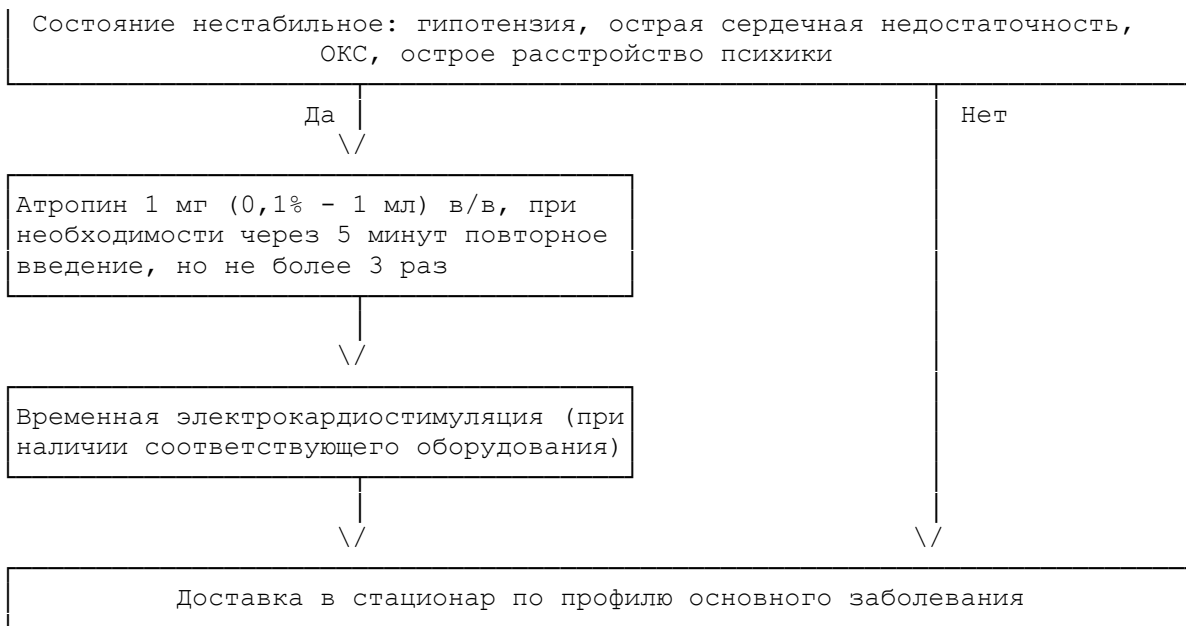 Состояние нестабильное: гипотензия, острая сердечная недостаточность,
ОКС, острое расстройство психики
Да
Нет
Атропин 1 мг (0,1% - 1 мл) в/в, при
необходимости через 5 минут повторное
введение, но не более 3 раз
Временная электрокардиостимуляция (при
наличии соответствующего оборудования)
Доставка в стационар по профилю основного заболевания